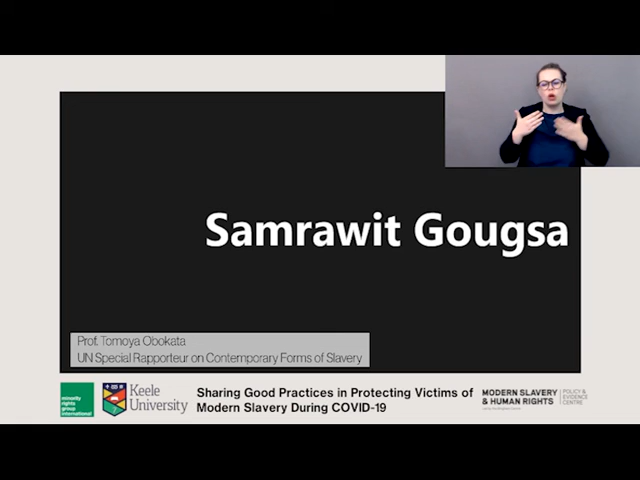 Samrawit Gougsa
Prof. Tomoya Obokata
UN Special Rapporteur on Contemporary Forms of Slavery
minority
rights
group
international
Keele
University
Sharing Good Practices in Protecting Victims of
Modern Slavery During COVID-19
MODERN SLAVERY
& HUMAN RIGHTS
POLICY &
EVIDENCE
CENTRE